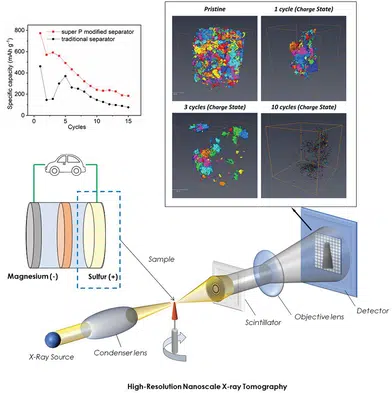 800
600
400
200
0
Specific capacity (mAh g⁻¹)
super P modified separator
traditional separator
0
5
10
15
Cycles
Pristine
1 cycle (Charge State)
3 cycles (Charge State)
10 cycles (Charge State)
Magnesium (-)
Sulfur (+)
Sample
Scintillator
Objective lens
Detector
X-Ray Source
Condenser lens
High-Resolution Nanoscale X-ray Tomography